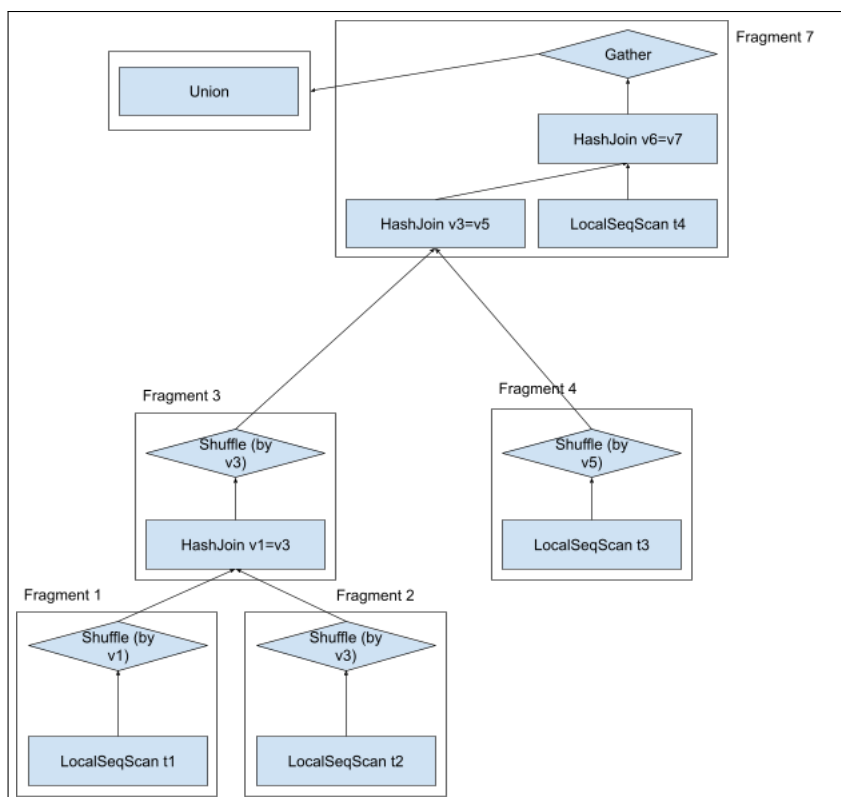 Fragment 7
Gather
Union
HashJoin v6=v7
HashJoin v3=v5
LocalSeqScan t4
Fragment 3
Fragment 4
Shuffle (by
v3)
Shuffle (by
v5)
HashJoin v1=v3
LocalSeqScan t3
Fragment 1
Fragment 2
Shuffle (by
v1)
Shuffle (by
v3)
LocalSeqScan t1
LocalSeqScan t2